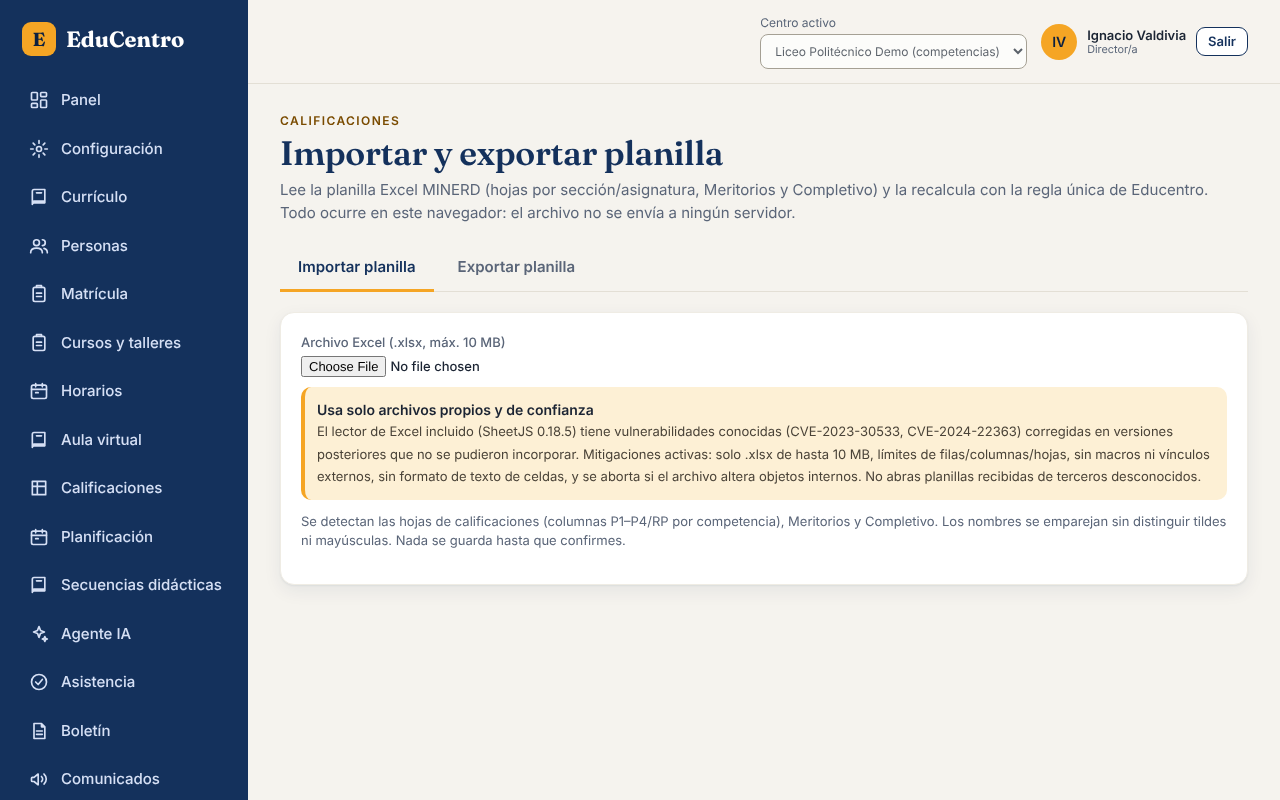 E EduCentro
Panel
Configuración
Currículo
Personas
Matrícula
Cursos y talleres
Horarios
Aula virtual
Calificaciones
Planificación
Secuencias didácticas
Agente IA
Asistencia
Boletín
Comunicados
Centro activo
Liceo Politécnico Demo (competencias)
IV
Ignacio Valdivia
Director/a
Salir
CALIFICACIONES
Importar y exportar planilla
Lee la planilla Excel MINERD (hojas por sección/asignatura, Meritorios y Completivo) y la recalcula con la regla única de Educentro.
Todo ocurre en este navegador: el archivo no se envía a ningún servidor.
Importar planilla
Exportar planilla
Archivo Excel (.xlsx, máx. 10 MB)
Choose File No file chosen
Usa solo archivos propios y de confianza
El lector de Excel incluido (SheetJS 0.18.5) tiene vulnerabilidades conocidas (CVE-2023-30533, CVE-2024-22363) corregidas en versiones
posteriores que no se pudieron incorporar. Mitigaciones activas: solo .xlsx de hasta 10 MB, límites de filas/columnas/hojas, sin macros ni vínculos
externos, sin formato de texto de celdas, y se aborta si el archivo altera objetos internos. No abras planillas recibidas de terceros desconocidos.
Se detectan las hojas de calificaciones (columnas P1–P4/RP por competencia), Meritorios y Completivo. Los nombres se emparejan sin distinguir tildes
ni mayúsculas. Nada se guarda hasta que confirmes.